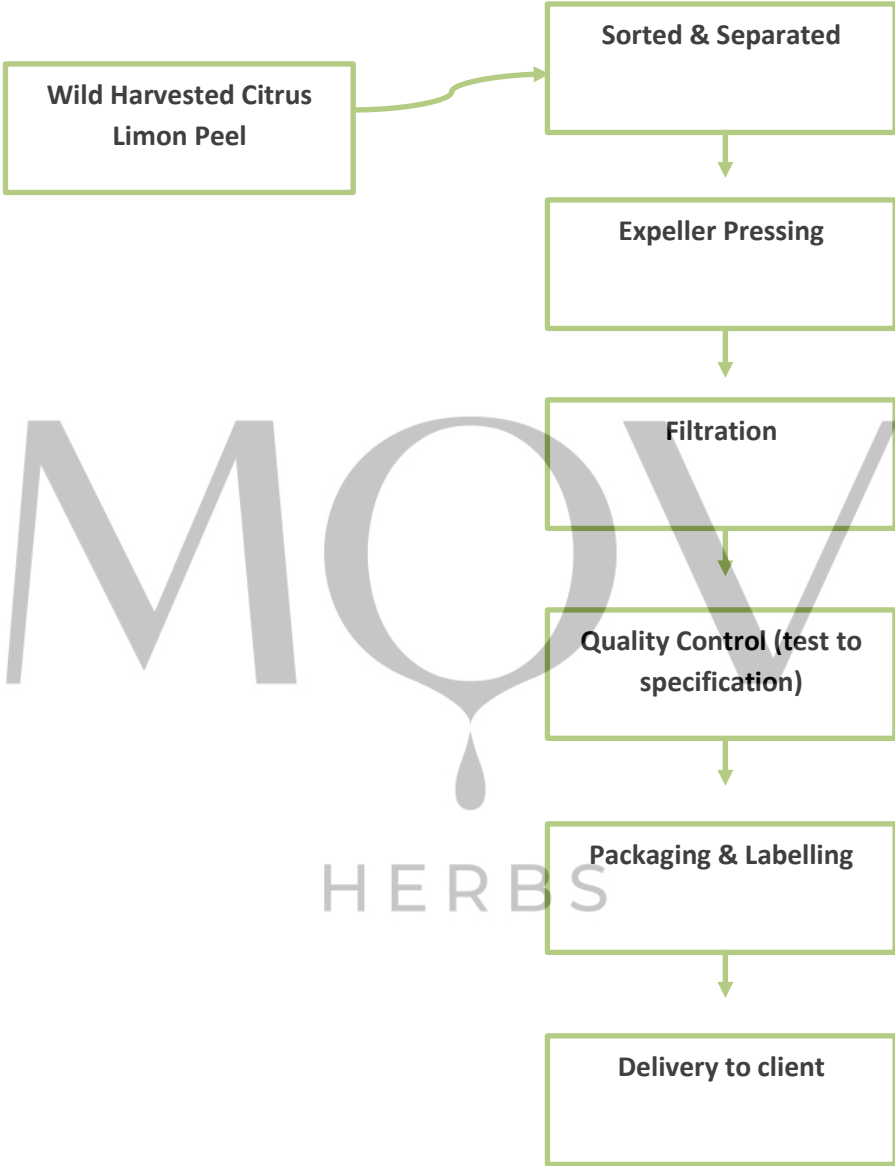 Wild Harvested Citrus
Limon Peel
Sorted & Separated
Expeller Pressing
Filtration
Quality Control (test to
specification)
Packaging & Labelling
Delivery to client
MOV
HERBS